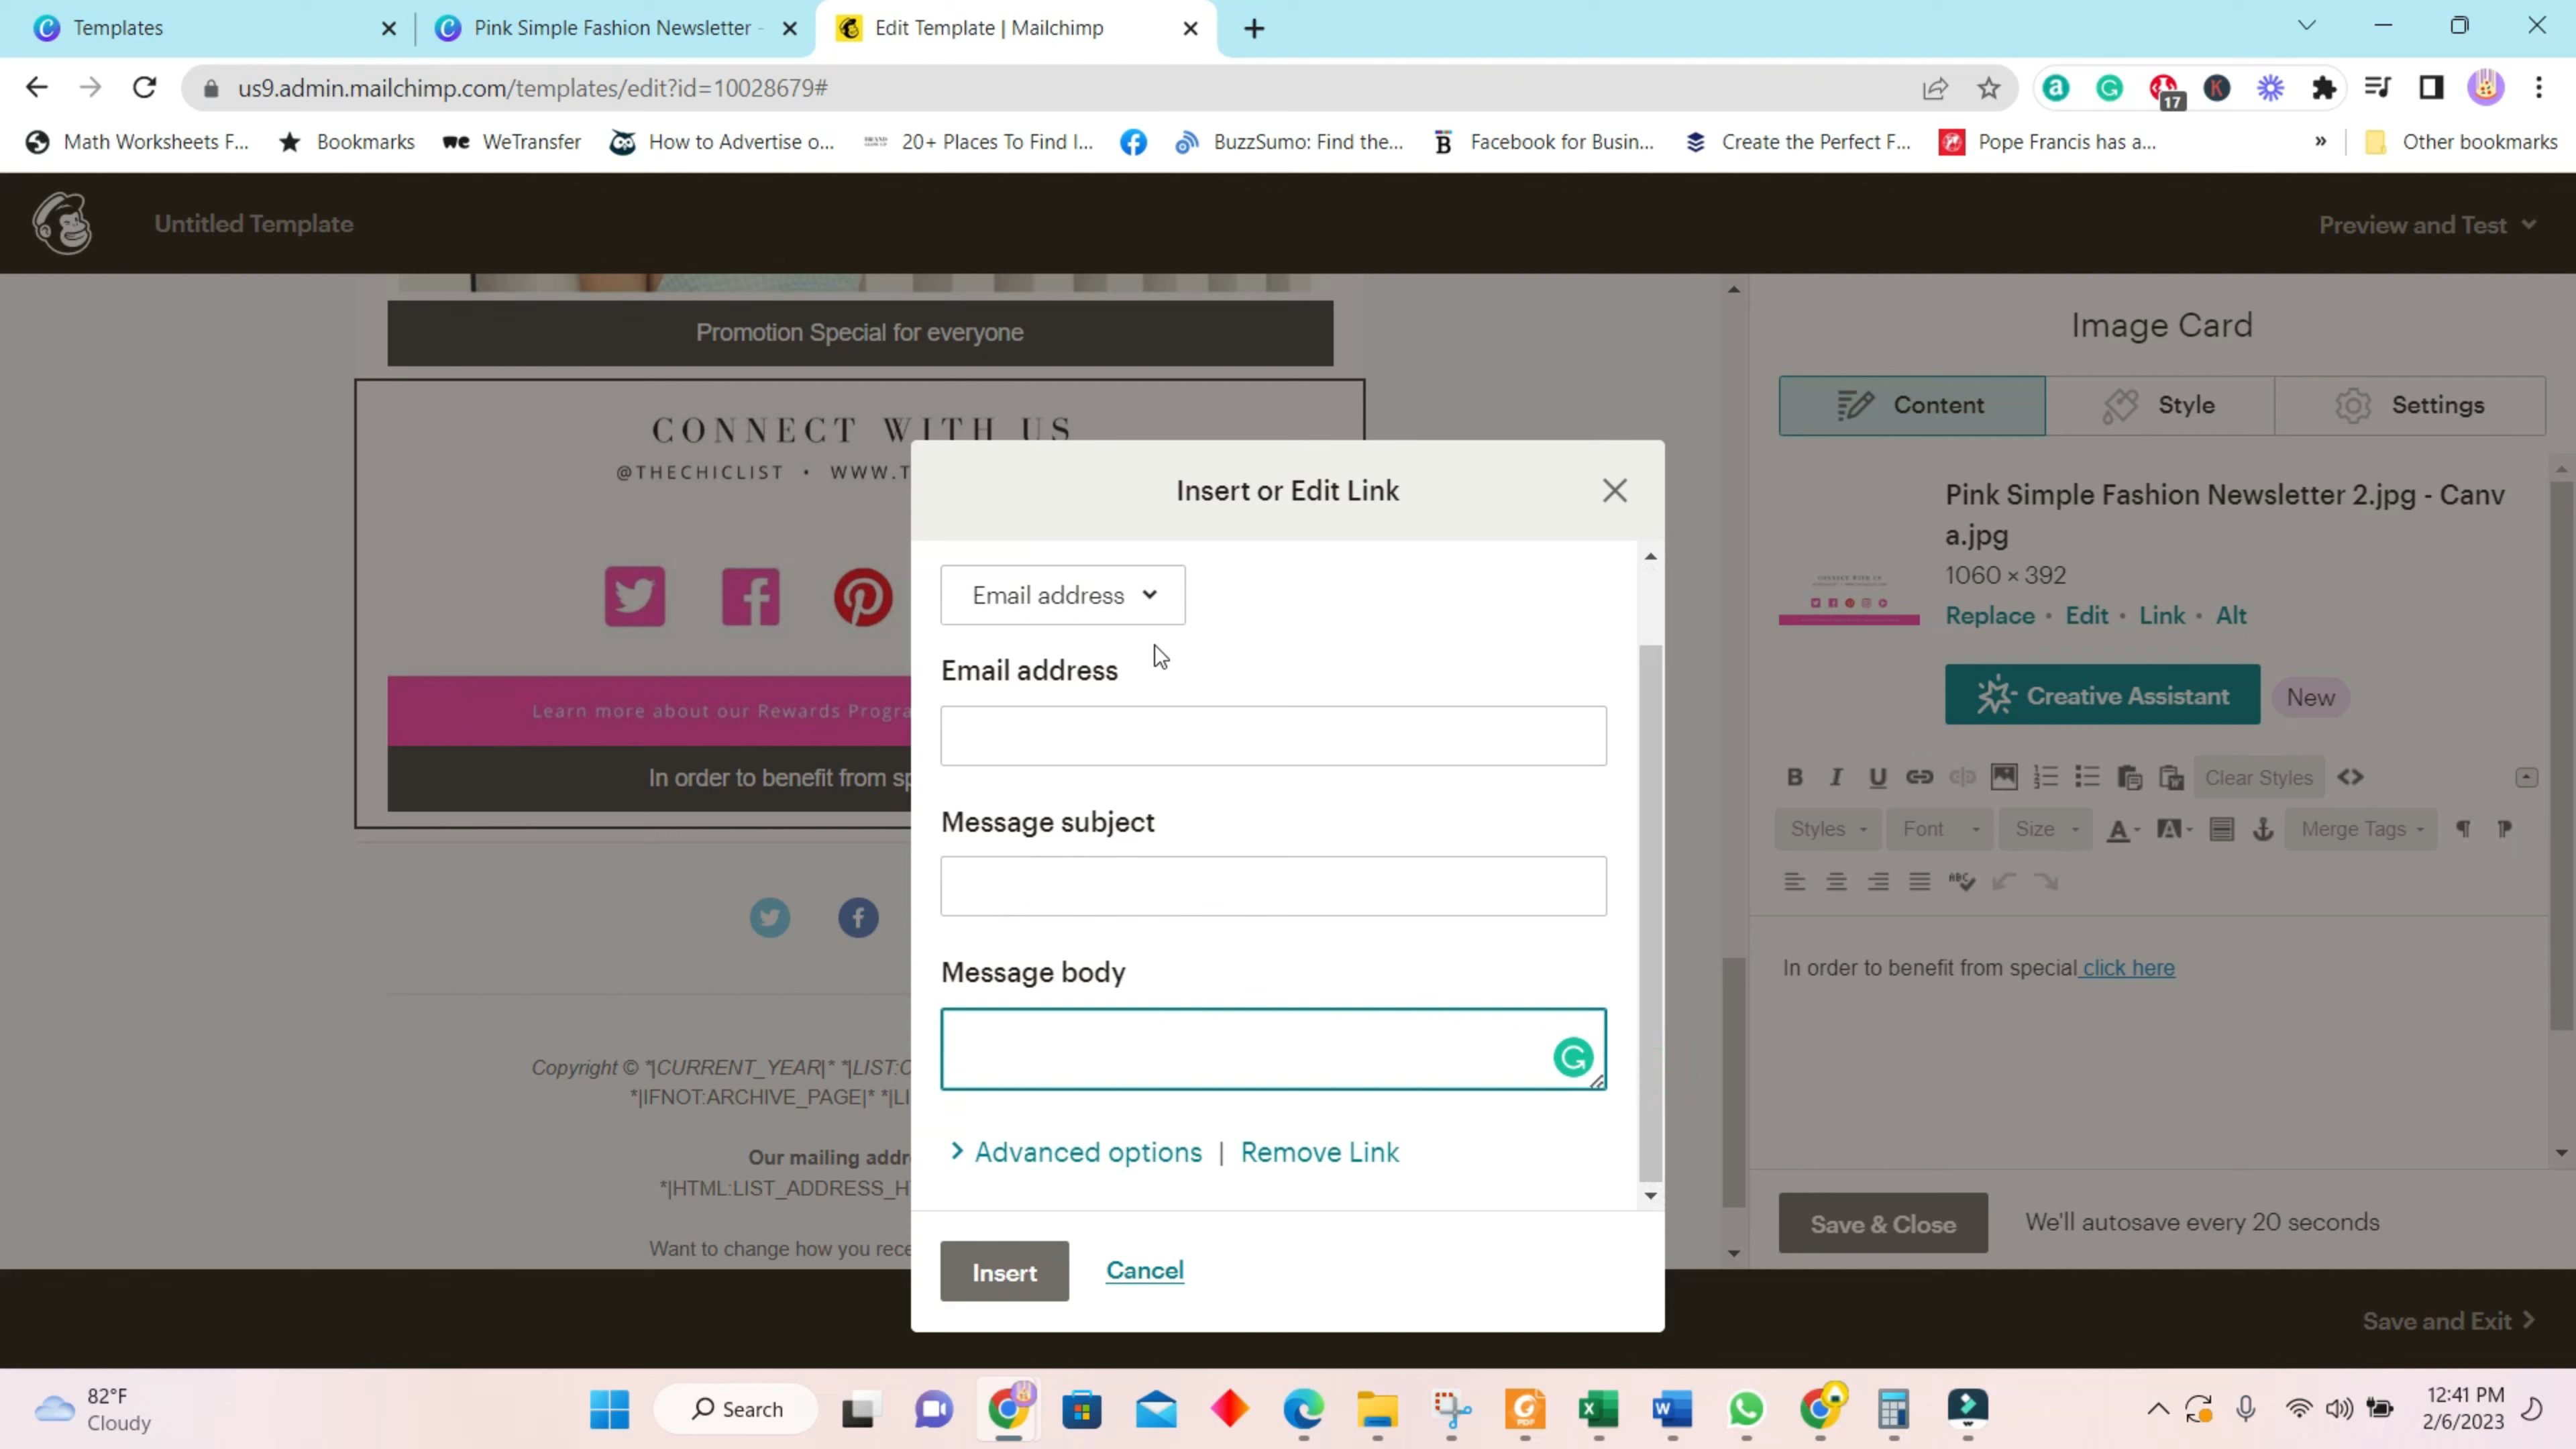 Templates
Pink Simple Fashion Newsletter -
Edit Template | Mailchimp
us9.admin.mailchimp.com/templates/edit?id=10028679#
17
Math Worksheets F...
Bookmarks
WeTransfer
How to Advertise o...
20+ Places To Find I...
BuzzSumo: Find the...
Facebook for Busin...
Create the Perfect F...
Pope Francis has a...
»
Other bookmarks
Untitled Template
Preview and Test
Promotion Special for everyone
CONNECT WITH US
@THECHICLIST • WWW.T
Learn more about our Rewards Progra
In order to benefit from sp
Copyright © *|CURRENT_YEAR|* *|LIST:C
*|IFNOT:ARCHIVE_PAGE|* *|LI
Our mailing addr
*|HTML:LIST_ADDRESS_H
Want to change how you rece
Insert or Edit Link
Email address
Email address
Message subject
Message body
Advanced options | Remove Link
Insert
Cancel
Image Card
Content
Style
Settings
Pink Simple Fashion Newsletter 2.jpg - Canv
a.jpg
1060 × 392
Replace • Edit • Link • Alt
Creative Assistant
New
B I U
Clear Styles
Styles
Font
Size
A
A
Merge Tags
ABC
In order to benefit from special click here
Save & Close
We'll autosave every 20 seconds
Save and Exit
82°F
Cloudy
Search
12:41 PM
2/6/2023